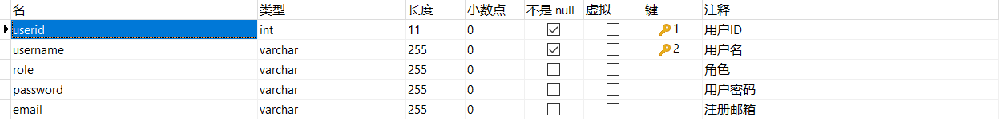 名 类型 长度 小数点 不是 null 虚拟 键 注释
userid int 11 0 1 用户ID
username varchar 255 0 2 用户名
role varchar 255 0 角色
password varchar 255 0 用户密码
email varchar 255 0 注册邮箱